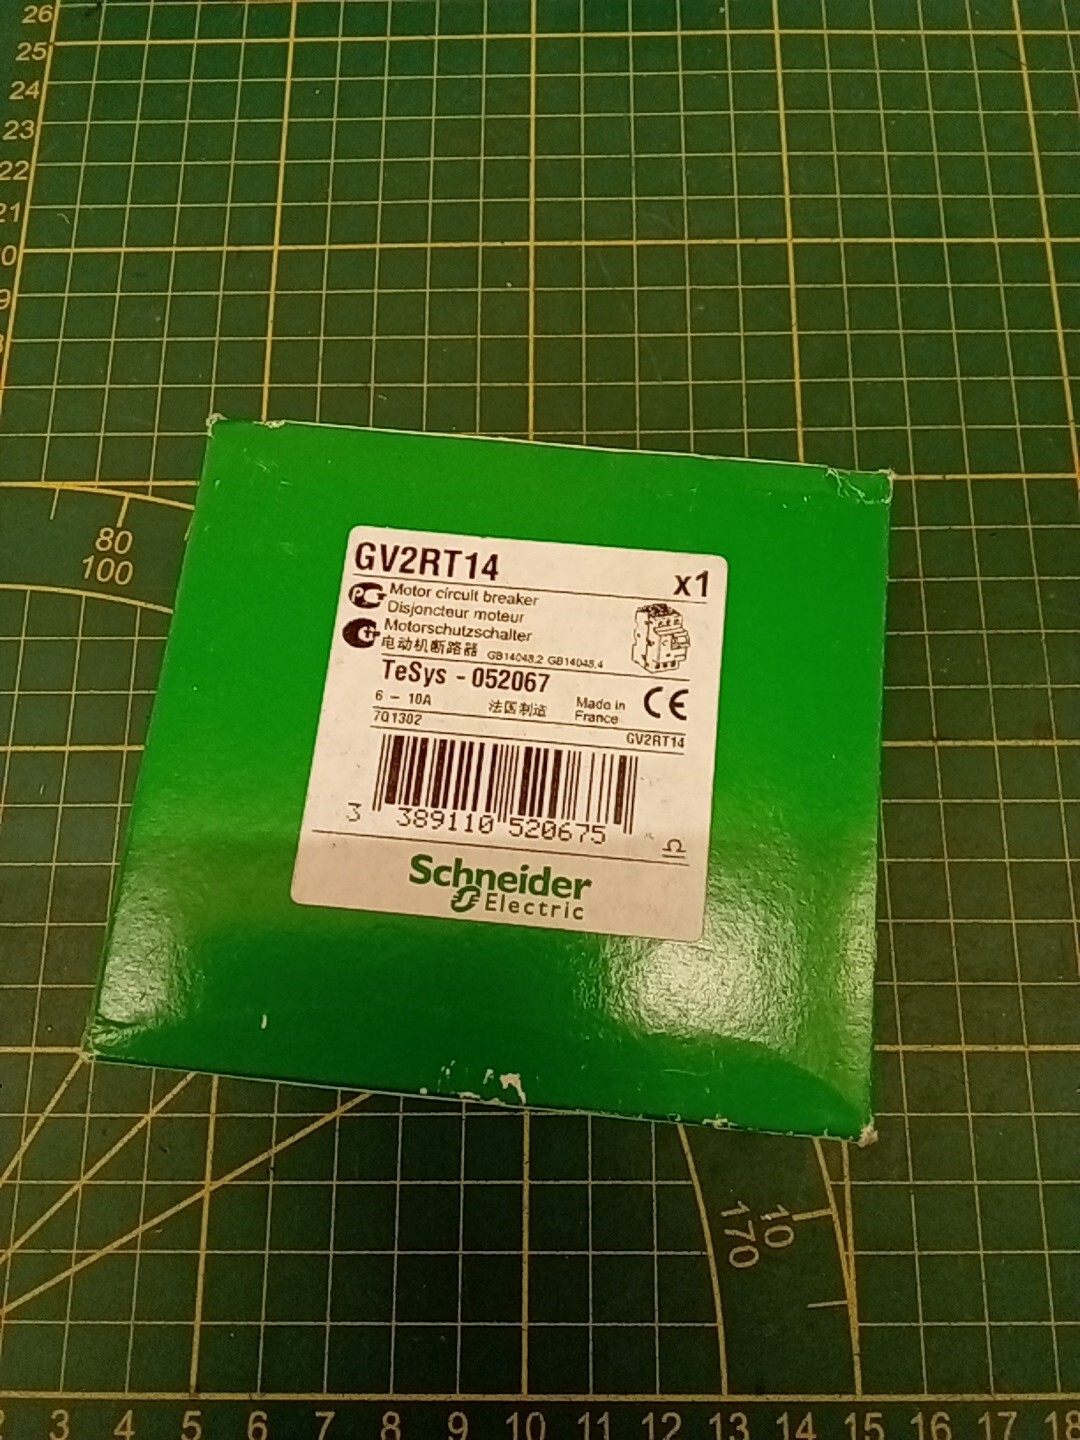 26
25
24
23
22
21
80
100
GV2RT14
x1
Motor circuit breaker
Disjoncteur moteur
Motorschutzschalter
电动机断路器 GB14048.2 GB14048.4
TeSys - 052067
6 - 10A
法国制造
Made in
France
CE
7Q1302
GV2RT14
3 389110 520675
Schneider
Electric
10
170
3 4 5 6 7 8 9 10 11 12 13 14 15 16 17 18